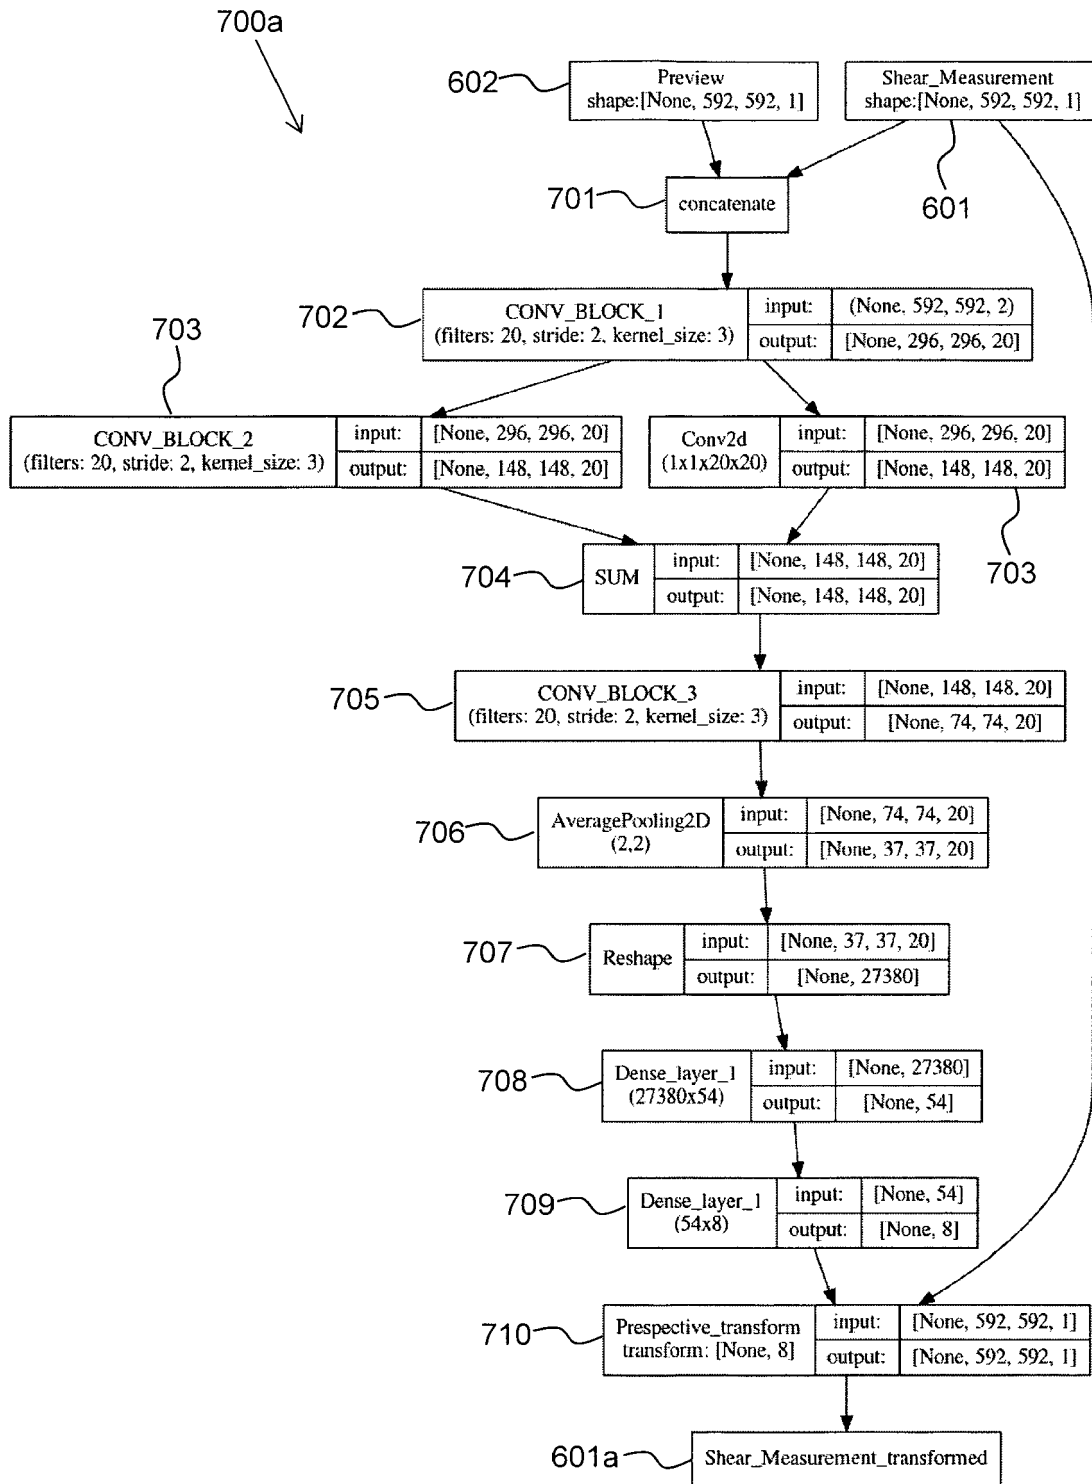 700a
602
Preview
shape:[None, 592, 592, 1]
Shear_Measurement
shape:[None, 592, 592, 1]
601
701
concatenate
702
CONV_BLOCK_1
(filters: 20, stride: 2, kernel_size: 3)
input: (None, 592, 592, 2)
output: [None, 296, 296, 20]
703
CONV_BLOCK_2
(filters: 20, stride: 2, kernel_size: 3)
input: [None, 296, 296, 20]
output: [None, 148, 148, 20]
Conv2d
(1x1x20x20)
input: [None, 296, 296, 20]
output: [None, 148, 148, 20]
703
704
SUM
input: [None, 148, 148, 20]
output: [None, 148, 148, 20]
705
CONV_BLOCK_3
(filters: 20, stride: 2, kernel_size: 3)
input: [None, 148, 148, 20]
output: [None, 74, 74, 20]
706
AveragePooling2D
(2,2)
input: [None, 74, 74, 20]
output: [None, 37, 37, 20]
707
Reshape
input: [None, 37, 37, 20]
output: [None, 27380]
708
Dense_layer_1
(27380x54)
input: [None, 27380]
output: [None, 54]
709
Dense_layer_1
(54x8)
input: [None, 54]
output: [None, 8]
710
Prespective_transform
transform: [None, 8]
input: [None, 592, 592, 1]
output: [None, 592, 592, 1]
601a
Shear_Measurement_transformed